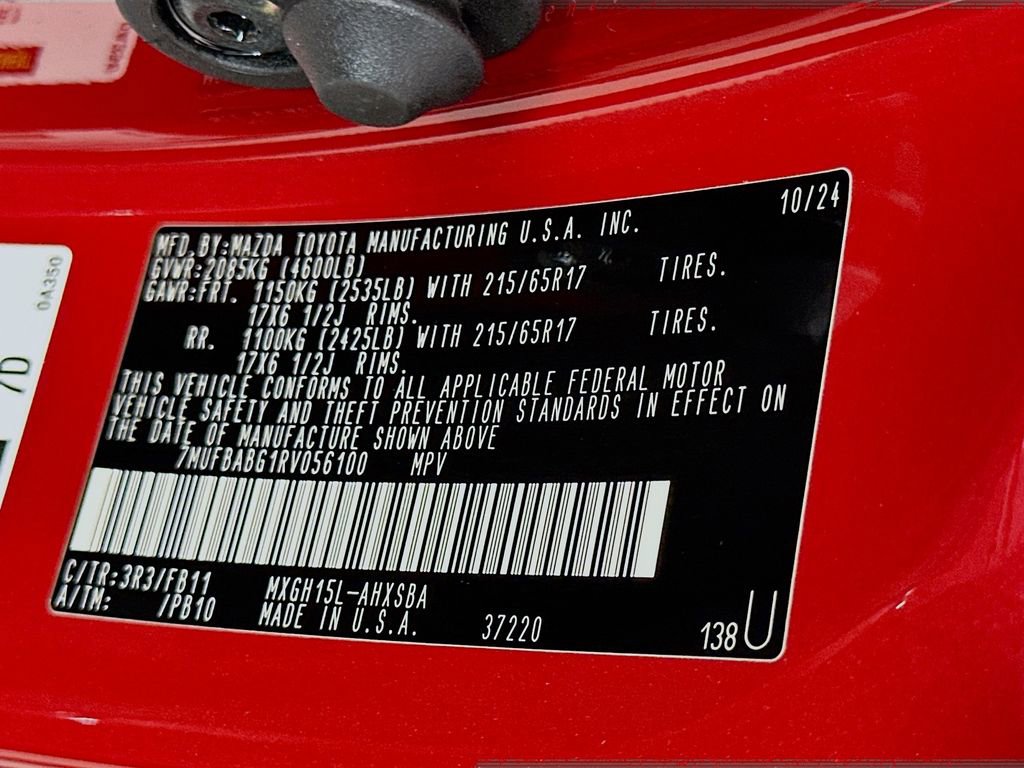 10/24
MFD.BY:MAZDA TOYOTA MANUFACTURING U.S.A. INC.
GVWR:2085KG (4600LB)
GAWR:FRT. 1150KG (2535LB) WITH 215/65R17 TIRES.
17X6 1/2J RIMS.
RR. 1100KG (2425LB) WITH 215/65R17 TIRES.
17X6 1/2J RIMS.
THIS VEHICLE CONFORMS TO ALL APPLICABLE FEDERAL MOTOR
VEHICLE SAFETY AND THEFT PREVENTION STANDARDS IN EFFECT ON
THE DATE OF MANUFACTURE SHOWN ABOVE
7MUFBABG1RV056100 MPV
C/TR:3R3/FB11 MXGH15L-AHXSBA
A/TM: /PB10 MADE IN U.S.A. 37220
138 U
0A350
7D